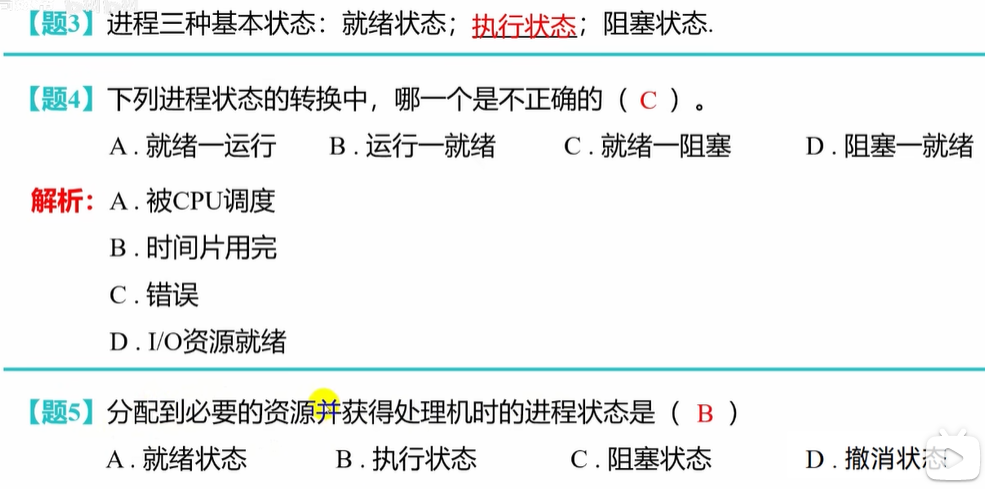 【题3】进程三种基本状态：就绪状态；执行状态；阻塞状态.
【题4】下列进程状态的转换中，哪一个是不正确的（ C ）。
A . 就绪—运行 B . 运行—就绪 C . 就绪—阻塞 D . 阻塞—就绪
解析：A . 被CPU调度
B . 时间片用完
C . 错误
D . I/O资源就绪
【题5】分配到必要的资源并获得处理机时的进程状态是（ B ）
A . 就绪状态 B . 执行状态 C . 阻塞状态 D . 撤消状态